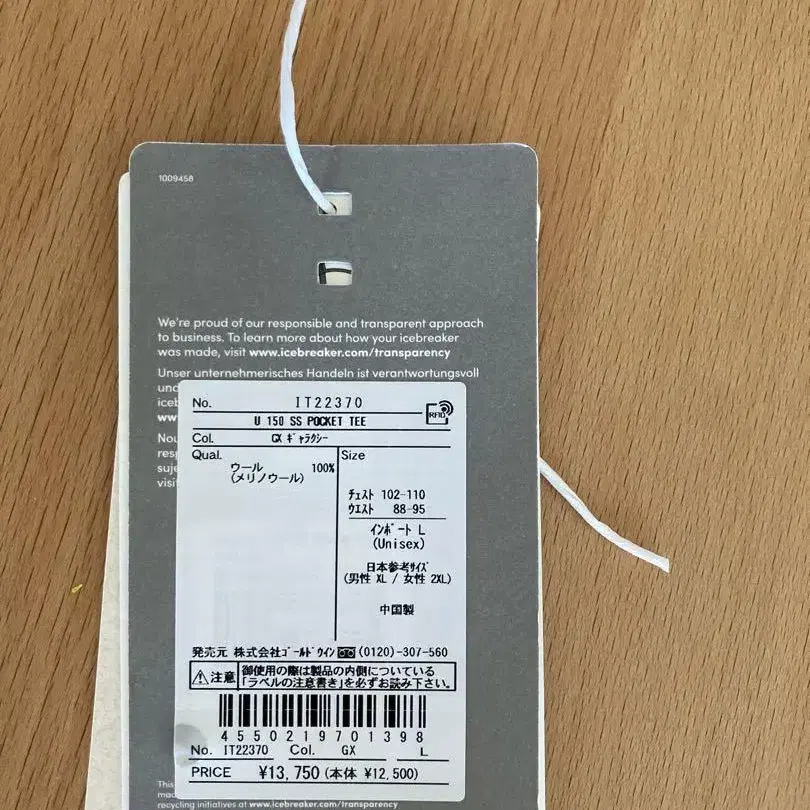 1009458
We're proud of our responsible and transparent approach
to business. To learn more about how your icebreaker
was made, visit www.icebreaker.com/transparency
Unser unternehmerisches Handeln ist verantwortungsvoll
No. IT22370
U 150 SS POCKET TEE
RFID
Col. GX ギャラクシー
Qual.
ウール 100%
(メリノウール)
Size
チェスト 102-110
ウエスト 88-95
インポート L
(Unisex)
日本参考サイズ
(男性 XL / 女性 2XL)
中国製
発売元 株式会社ゴールドウイン (0120)-307-560
注意
御使用の際は製品の内側についている
「ラベルの注意書き」を必ずお読み下さい。
4550219701398
No. IT22370 Col. GX L
PRICE ¥13,750 (本体 ¥12,500)
This
recycling initiatives at www.icebreaker.com/transparency